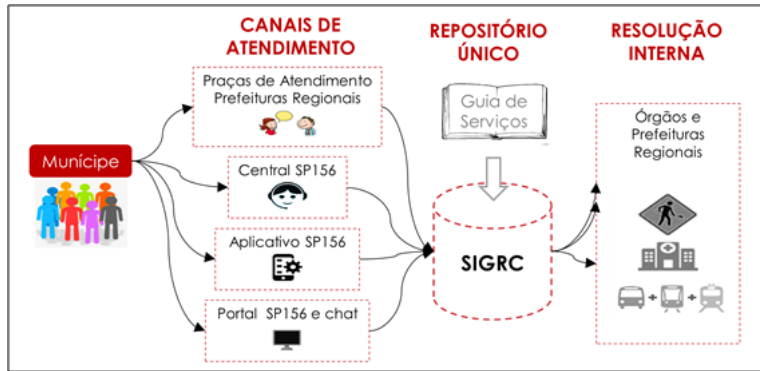 CANAIS DE
ATENDIMENTO
REPOSITÓRIO
ÚNICO
RESOLUÇÃO
INTERNA
Munícipe
Praças de Atendimento
Prefeituras Regionais
Central SP156
Aplicativo SP156
Portal SP156 e chat
Guia de
Serviços
SIGRC
Órgãos e
Prefeituras
Regionais